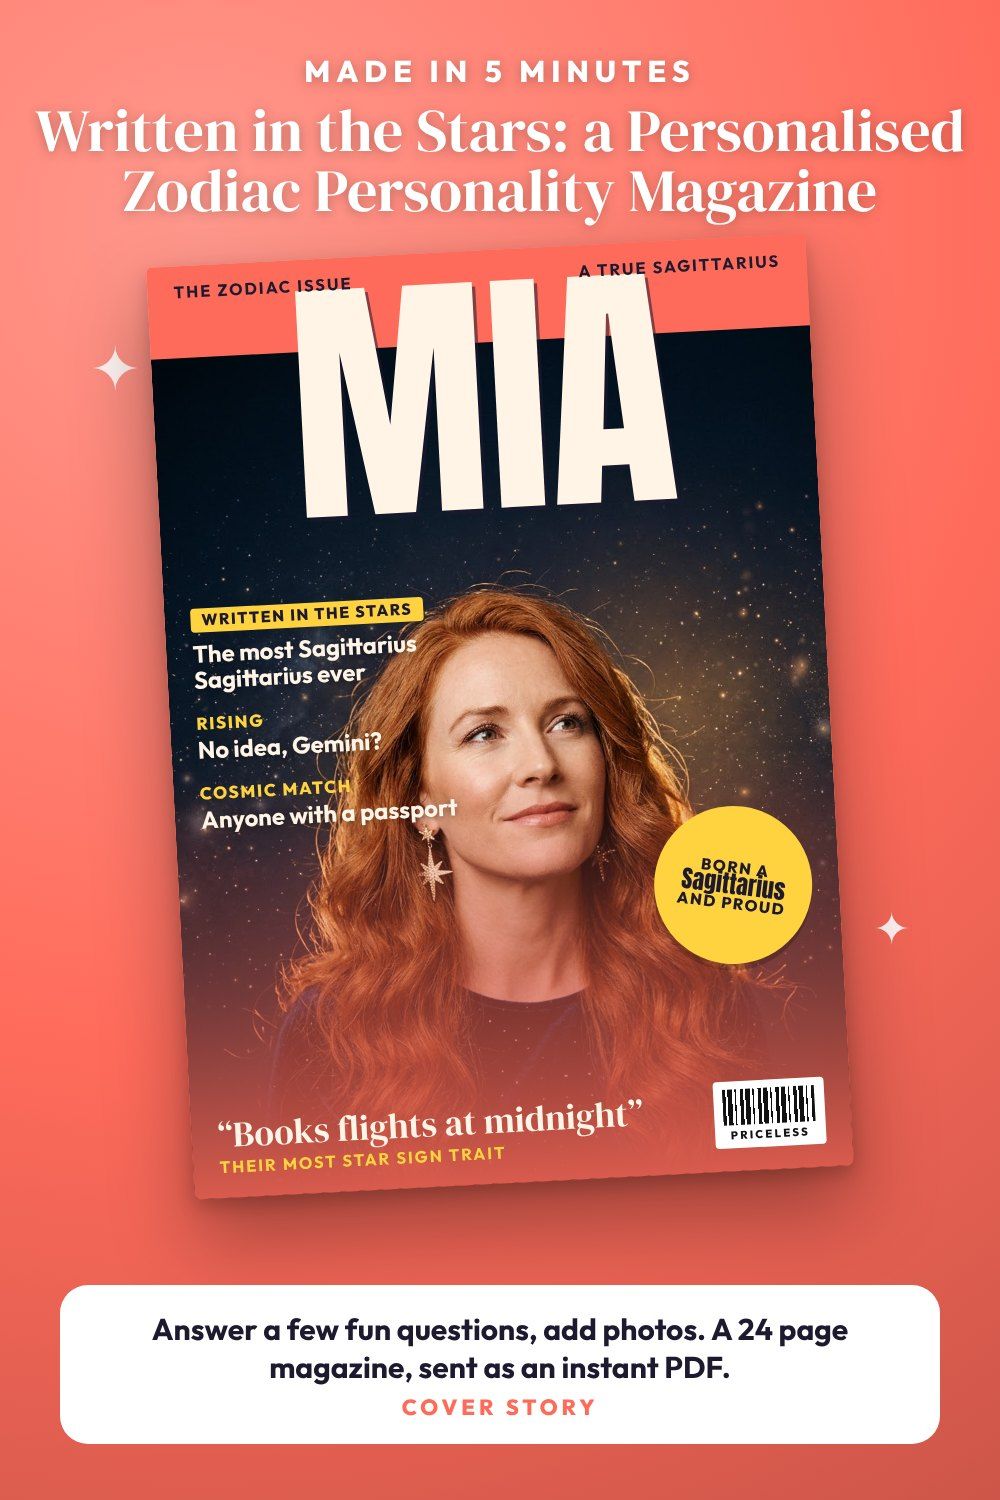 MADE IN 5 MINUTES
Written in the Stars: a Personalised
Zodiac Personality Magazine
THE ZODIAC ISSUE
A TRUE SAGITTARIUS
MIA
WRITTEN IN THE STARS
The most Sagittarius
Sagittarius ever
RISING
No idea, Gemini?
COSMIC MATCH
Anyone with a passport
BORN A
Sagittarius
AND PROUD
“Books flights at midnight”
THEIR MOST STAR SIGN TRAIT
PRICELESS
Answer a few fun questions, add photos. A 24 page
magazine, sent as an instant PDF.
COVER STORY